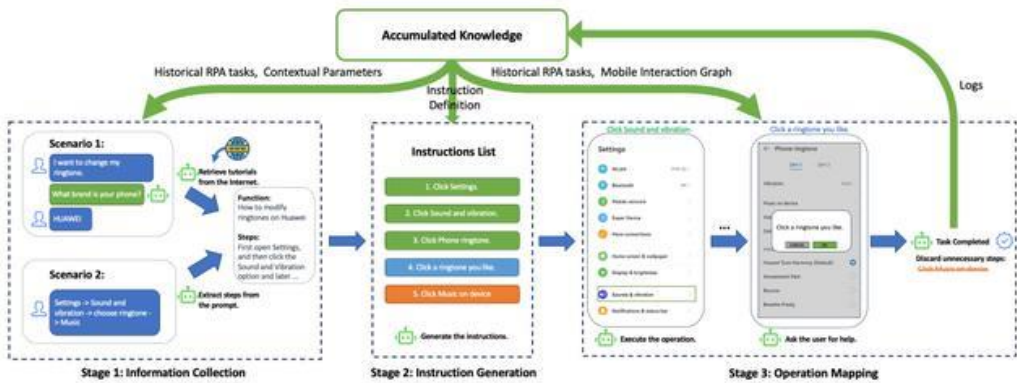 Accumulated Knowledge
Historical RPA tasks, Contextual Parameters
Historical RPA tasks, Mobile Interaction Graph
Instruction
Definition
Logs
Scenario 1:
I want to change my
ringtone.
What brand is your phone?
HUAWEI
Retrieve tutorials
from the Internet.
Function:
How to modify
ringtones on Huawei
Steps:
First open Settings,
and then click the
Sound and Vibration
option and later ...
Scenario 2:
Settings -> Sound and
vibration -> choose ringtone -
> Music
Extract steps from
the prompt.
Stage 1: Information Collection
Instructions List
1. Click Settings.
2. Click Sound and vibration.
3. Click Phone ringtone.
4. Click a ringtone you like.
5. Click Music on device
Generate the instructions.
Stage 2: Instruction Generation
Click Sound and vibration.
Settings
WLAN
Bluetooth
Mobile network
Super Device
More connections
Home screen & wallpaper
Display & brightness
Sounds & vibration
Notifications & status bar
Execute the operation.
...
Click a ringtone you like.
Phone ringtone
Vibration
Music on device
Click a ringtone you like.
Ask the user for help.
Task Completed
Discard unnecessary steps:
Click Music on device.
Stage 3: Operation Mapping